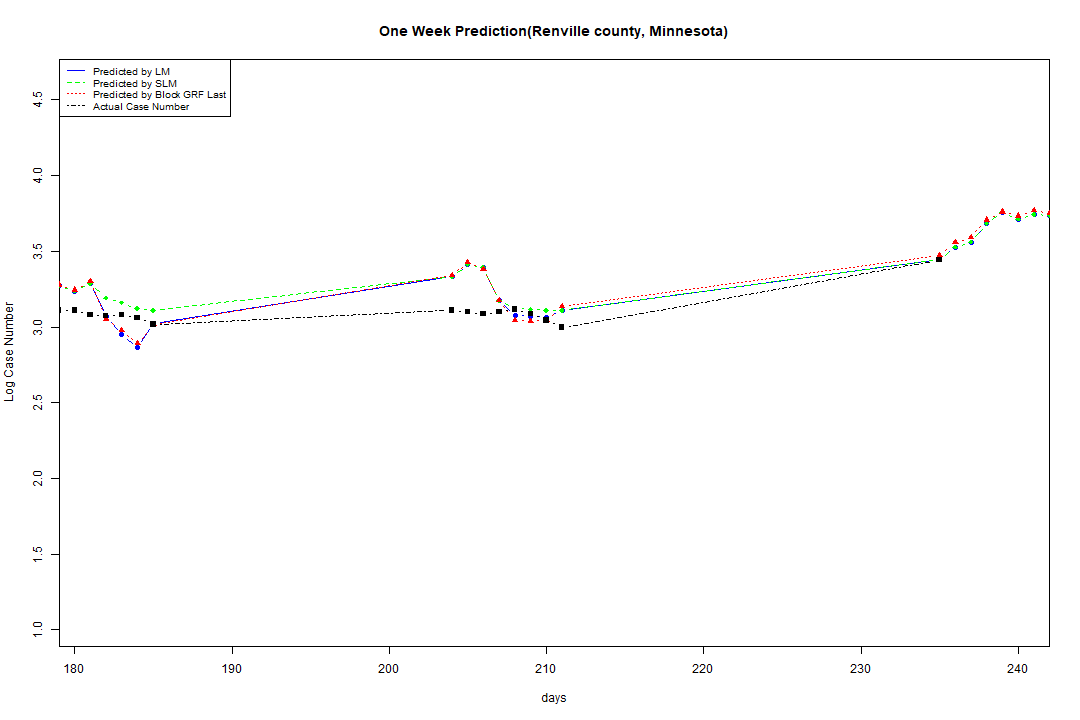 One Week Prediction(Renville county, Minnesota)
Predicted by LM
Predicted by SLM
Predicted by Block GRF Last
Actual Case Number
4.5
4.0
3.5
3.0
2.5
2.0
1.5
1.0
Log Case Number
180 190 200 210 220 230 240
days